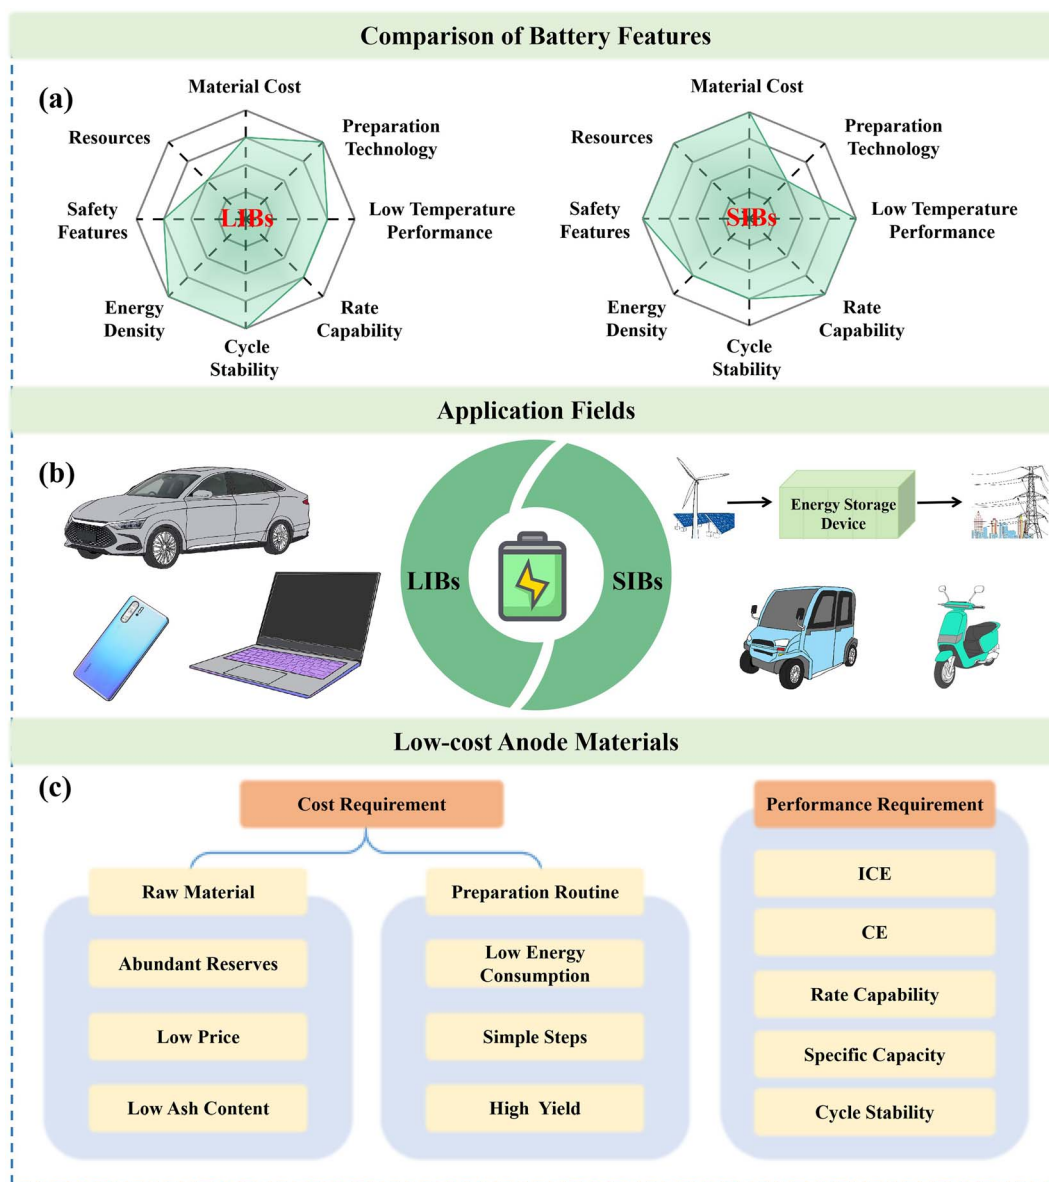 Comparison of Battery Features
(a)
Material Cost
Resources
Preparation
Technology
Safety
Features
LIBs
Low Temperature
Performance
Energy
Density
Rate
Capability
Cycle
Stability
Material Cost
Resources
Preparation
Technology
Safety
Features
SIBs
Low Temperature
Performance
Energy
Density
Rate
Capability
Cycle
Stability
Application Fields
(b)
LIBs
SIBs
Energy Storage
Device
Low-cost Anode Materials
(c)
Cost Requirement
Raw Material
Abundant Reserves
Low Price
Low Ash Content
Preparation Routine
Low Energy
Consumption
Simple Steps
High Yield
Performance Requirement
ICE
CE
Rate Capability
Specific Capacity
Cycle Stability